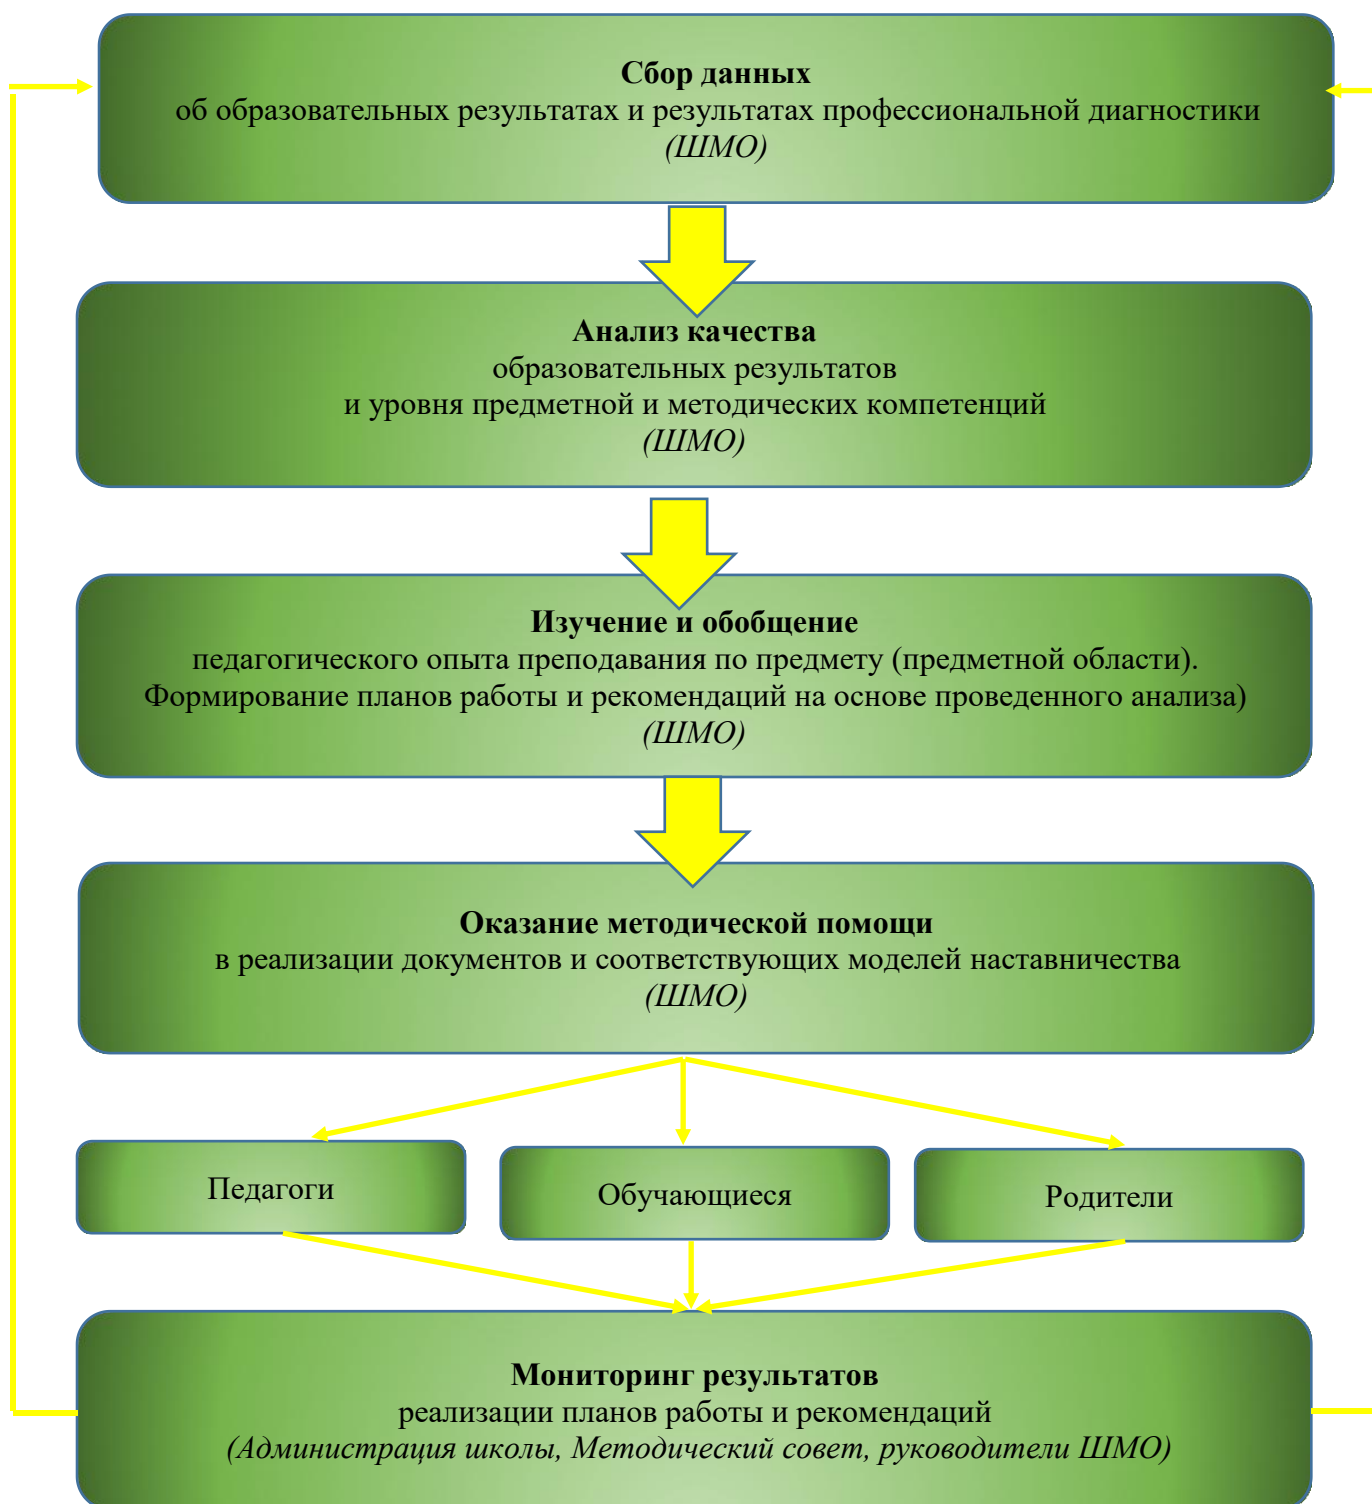 Сбор данных
об образовательных результатах и результатах профессиональной диагностики
(ШМО)
Анализ качества
образовательных результатов
и уровня предметной и методических компетенций
(ШМО)
Изучение и обобщение
педагогического опыта преподавания по предмету (предметной области).
Формирование планов работы и рекомендаций на основе проведенного анализа)
(ШМО)
Оказание методической помощи
в реализации документов и соответствующих моделей наставничества
(ШМО)
Педагоги
Обучающиеся
Родители
Мониторинг результатов
реализации планов работы и рекомендаций
(Администрация школы, Методический совет, руководители ШМО)